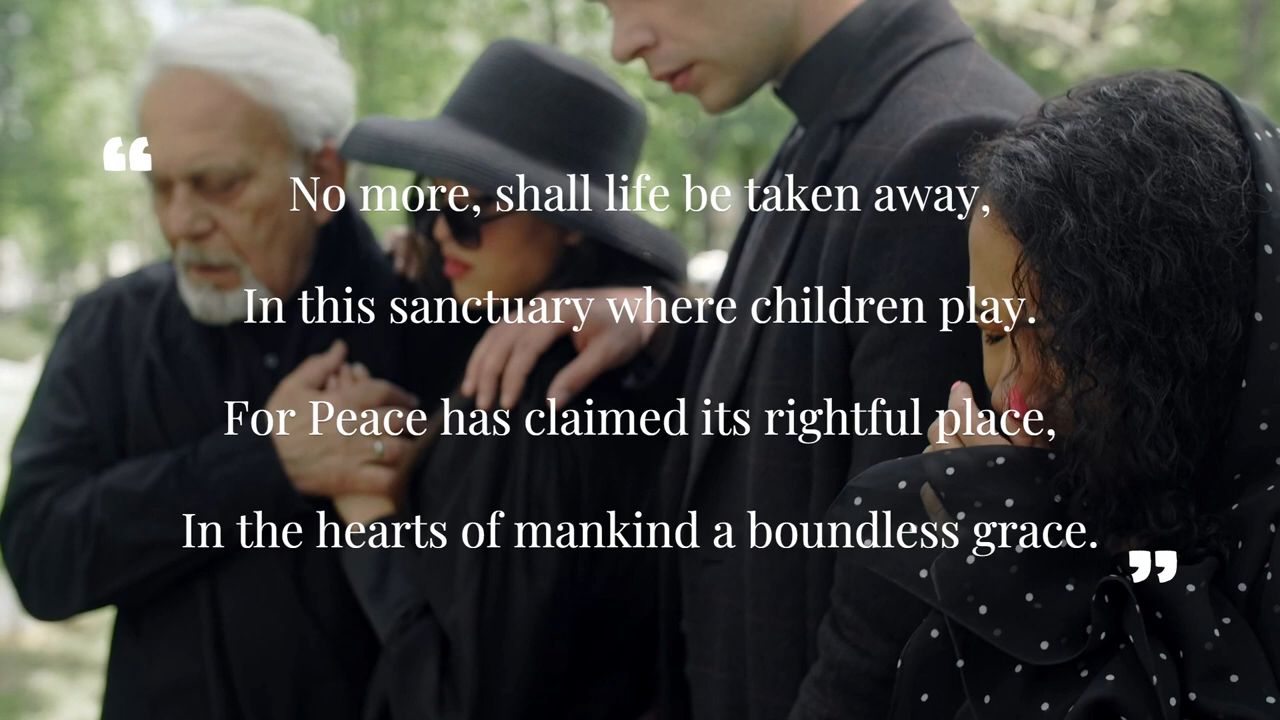 “
No more, shall life be taken away,
In this sanctuary where children play.
For Peace has claimed its rightful place,
In the hearts of mankind a boundless grace.
”